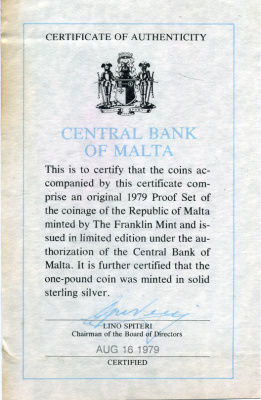 CERTIFICATE OF AUTHENTICITY
CENTRAL BANK
OF MALTA
This is to certify that the coins ac-
companied by this certificate com-
prise an original 1979 Proof Set of
the coinage of the Republic of Malta
minted by The Franklin Mint and is-
sued in limited edition under the au-
thorization of the Central Bank of
Malta. It is further certified that the
one-pound coin was minted in solid
sterling silver.
LINO SPITERI
Chairman of the Board of Directors
AUG 16 1979
CERTIFIED